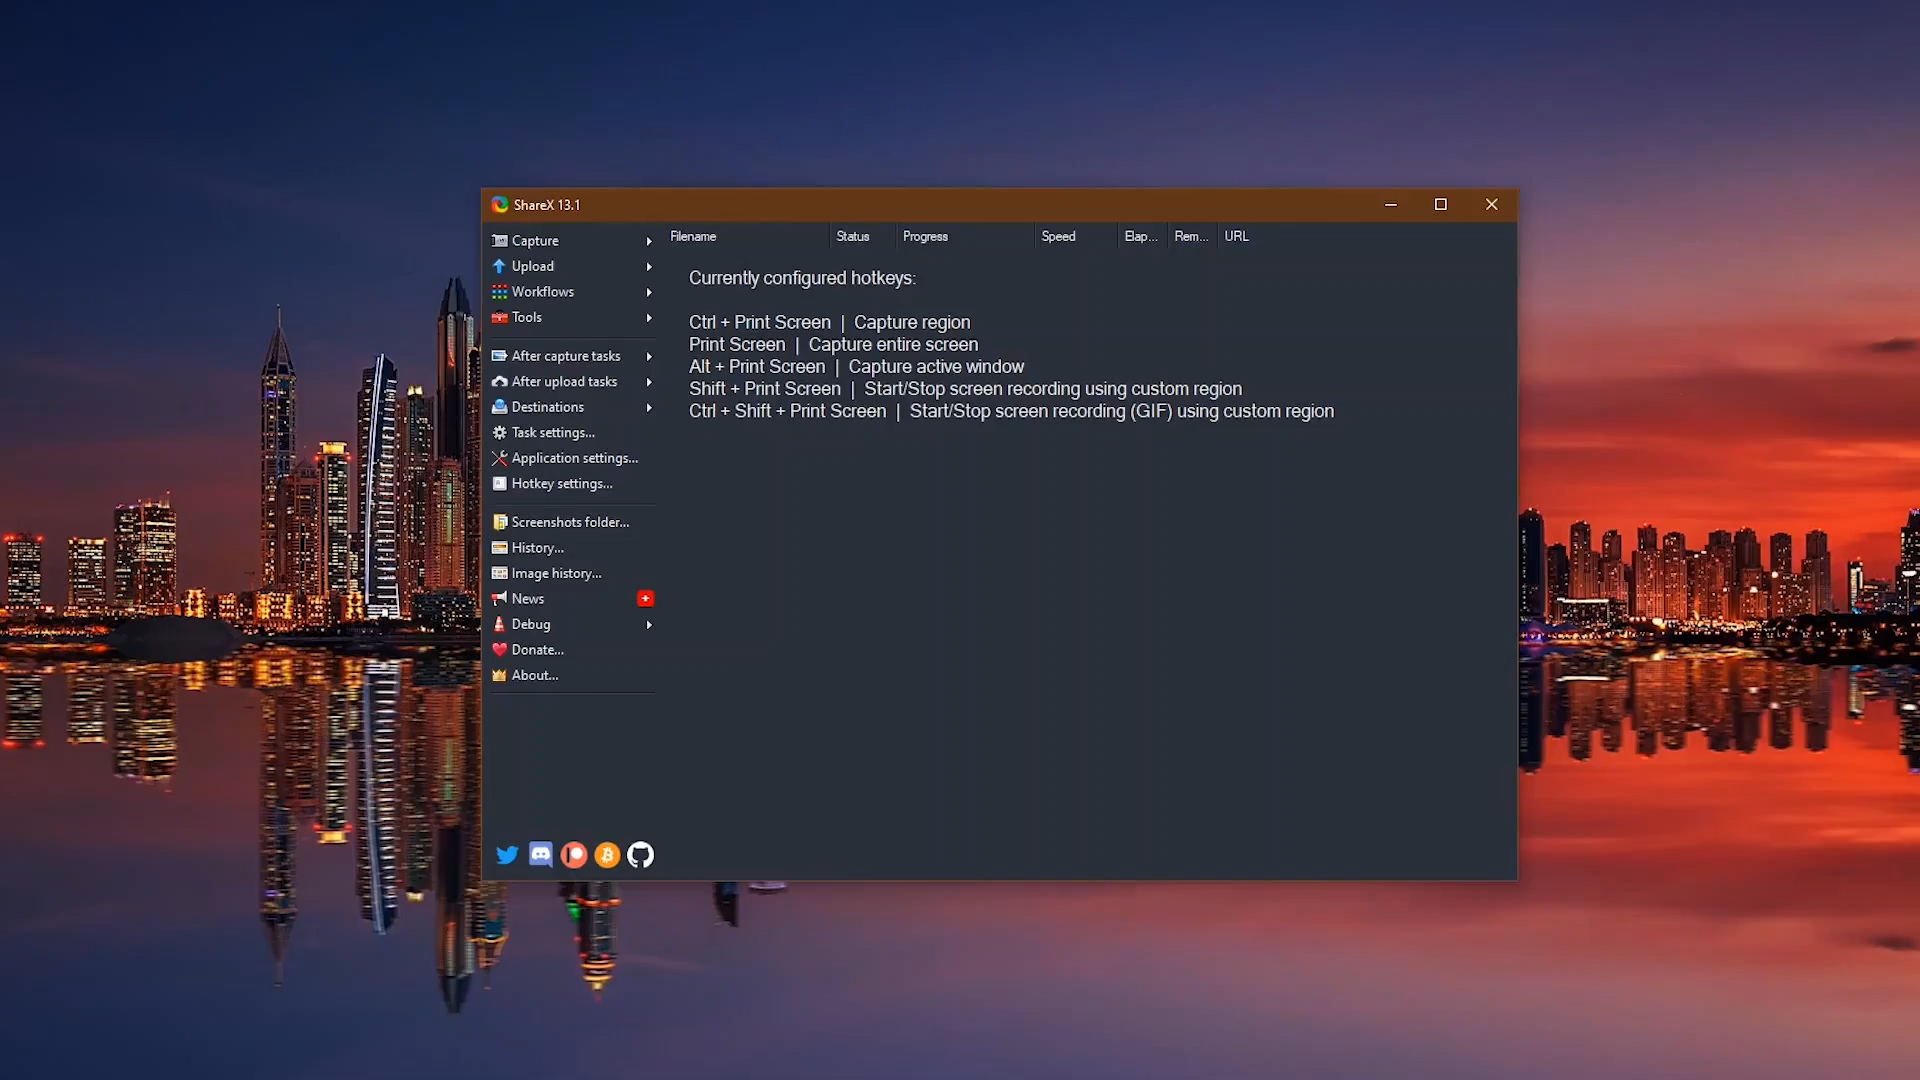 ShareX 13.1
Capture
Upload
Workflows
Tools
After capture tasks
After upload tasks
Destinations
Task settings...
Application settings...
Hotkey settings...
Screenshots folder...
History...
Image history...
News
Debug
Donate...
About...
Filename Status Progress Speed Elap... Rem... URL
Currently configured hotkeys:
Ctrl + Print Screen | Capture region
Print Screen | Capture entire screen
Alt + Print Screen | Capture active window
Shift + Print Screen | Start/Stop screen recording using custom region
Ctrl + Shift + Print Screen | Start/Stop screen recording (GIF) using custom region